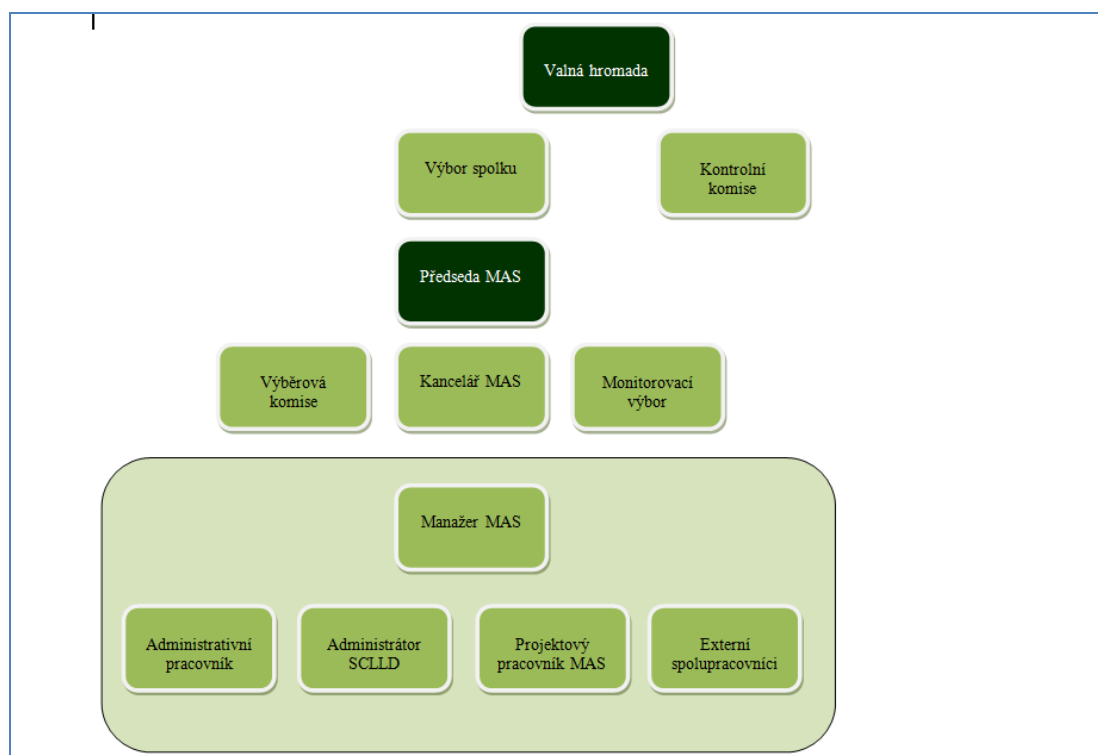 Valná hromada
Výbor spolku
Kontrolní
komise
Předseda MAS
Výběrová
komise
Kancelář MAS
Monitorovací
výbor
Manažer MAS
Administrativní
pracovník
Administrátor
SCLLD
Projektový
pracovník MAS
Externí
spolupracovníci